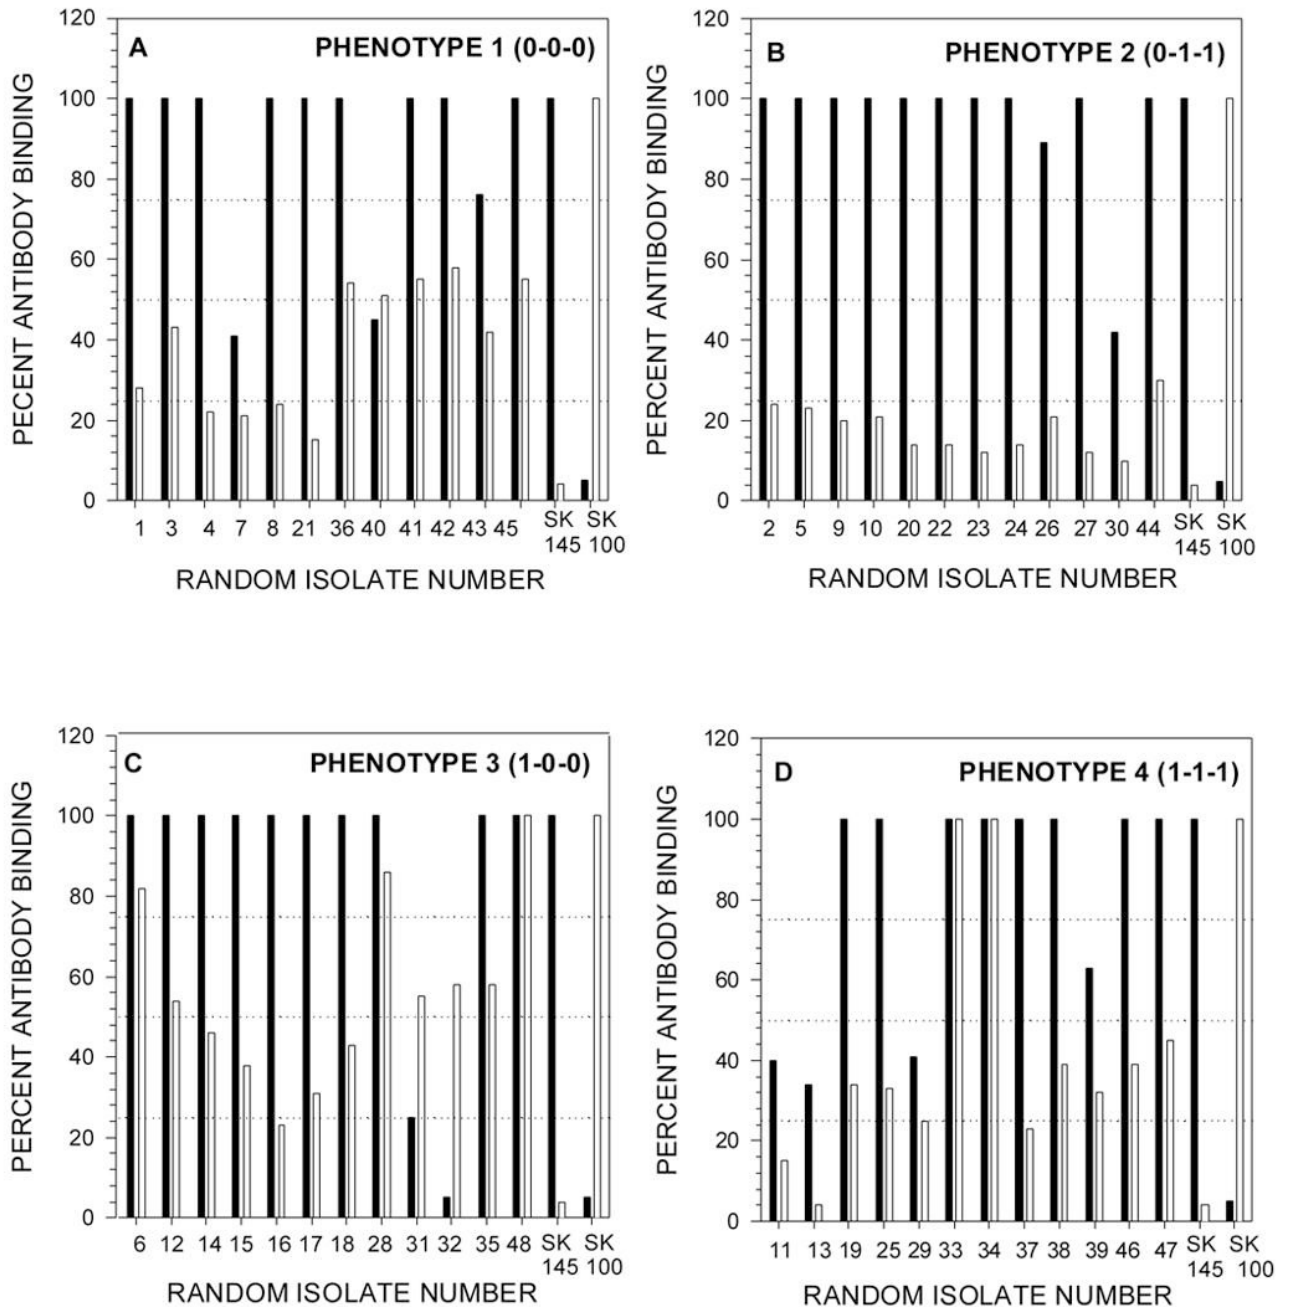 A
PHENOTYPE 1 (0-0-0)
PECENT ANTIBODY BINDING
120
100
80
60
40
20
0
1 3 4 7 8 21 36 40 41 42 43 45 SK SK
145 100
RANDOM ISOLATE NUMBER
B
PHENOTYPE 2 (0-1-1)
PERCENT ANTIBODY BINDING
120
100
80
60
40
20
0
2 5 9 10 20 22 23 24 26 27 30 44 SK SK
145 100
RANDOM ISOLATE NUMBER
C
PHENOTYPE 3 (1-0-0)
PERCENT ANTIBODY BINDING
120
100
80
60
40
20
0
6 12 14 15 16 17 18 28 31 32 35 48 SK SK
145 100
RANDOM ISOLATE NUMBER
D
PHENOTYPE 4 (1-1-1)
PERCENT ANTIBODY BINDING
120
100
80
60
40
20
0
11 13 19 25 29 33 34 37 38 39 46 47 SK SK
145 100
RANDOM ISOLATE NUMBER